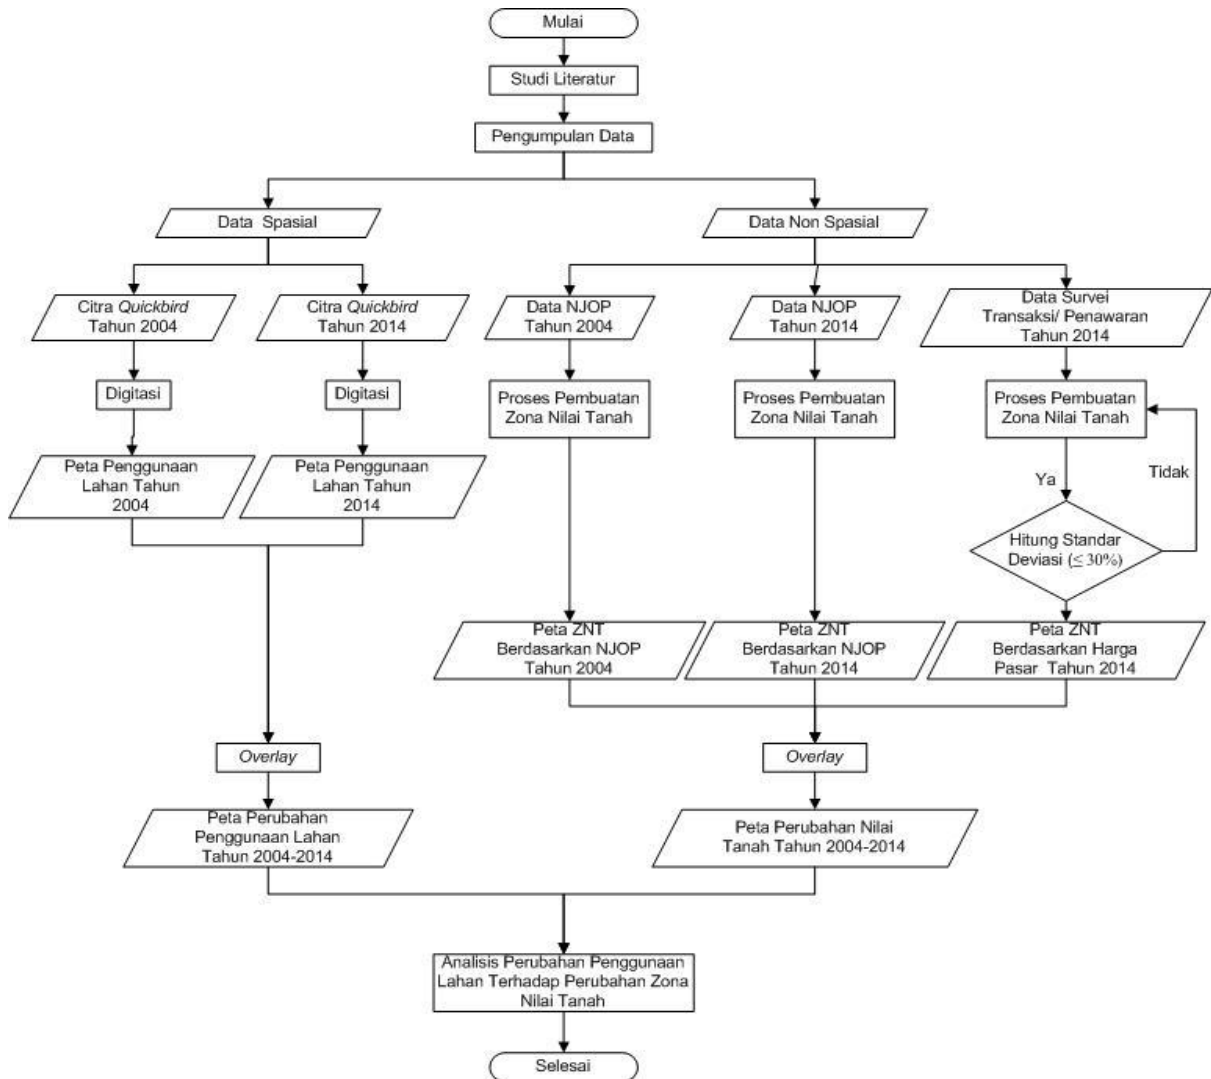 Mulai
Studi Literatur
Pengumpulan Data
Data Spasial
Data Non Spasial
Citra Quickbird
Tahun 2004
Citra Quickbird
Tahun 2014
Data NJOP
Tahun 2004
Data NJOP
Tahun 2014
Data Survei
Transaksi/ Penawaran
Tahun 2014
Digitasi
Digitasi
Proses Pembuatan
Zona Nilai Tanah
Proses Pembuatan
Zona Nilai Tanah
Proses Pembuatan
Zona Nilai Tanah
Peta Penggunaan
Lahan Tahun
2004
Peta Penggunaan
Lahan Tahun
2014
Ya
Tidak
Hitung Standar
Deviasi (≤ 30%)
Peta ZNT
Berdasarkan NJOP
Tahun 2004
Peta ZNT
Berdasarkan NJOP
Tahun 2014
Peta ZNT
Berdasarkan Harga
Pasar Tahun 2014
Overlay
Overlay
Peta Perubahan
Penggunaan Lahan
Tahun 2004-2014
Peta Perubahan Nilai
Tanah Tahun 2004-2014
Analisis Perubahan Penggunaan
Lahan Terhadap Perubahan Zona
Nilai Tanah
Selesai